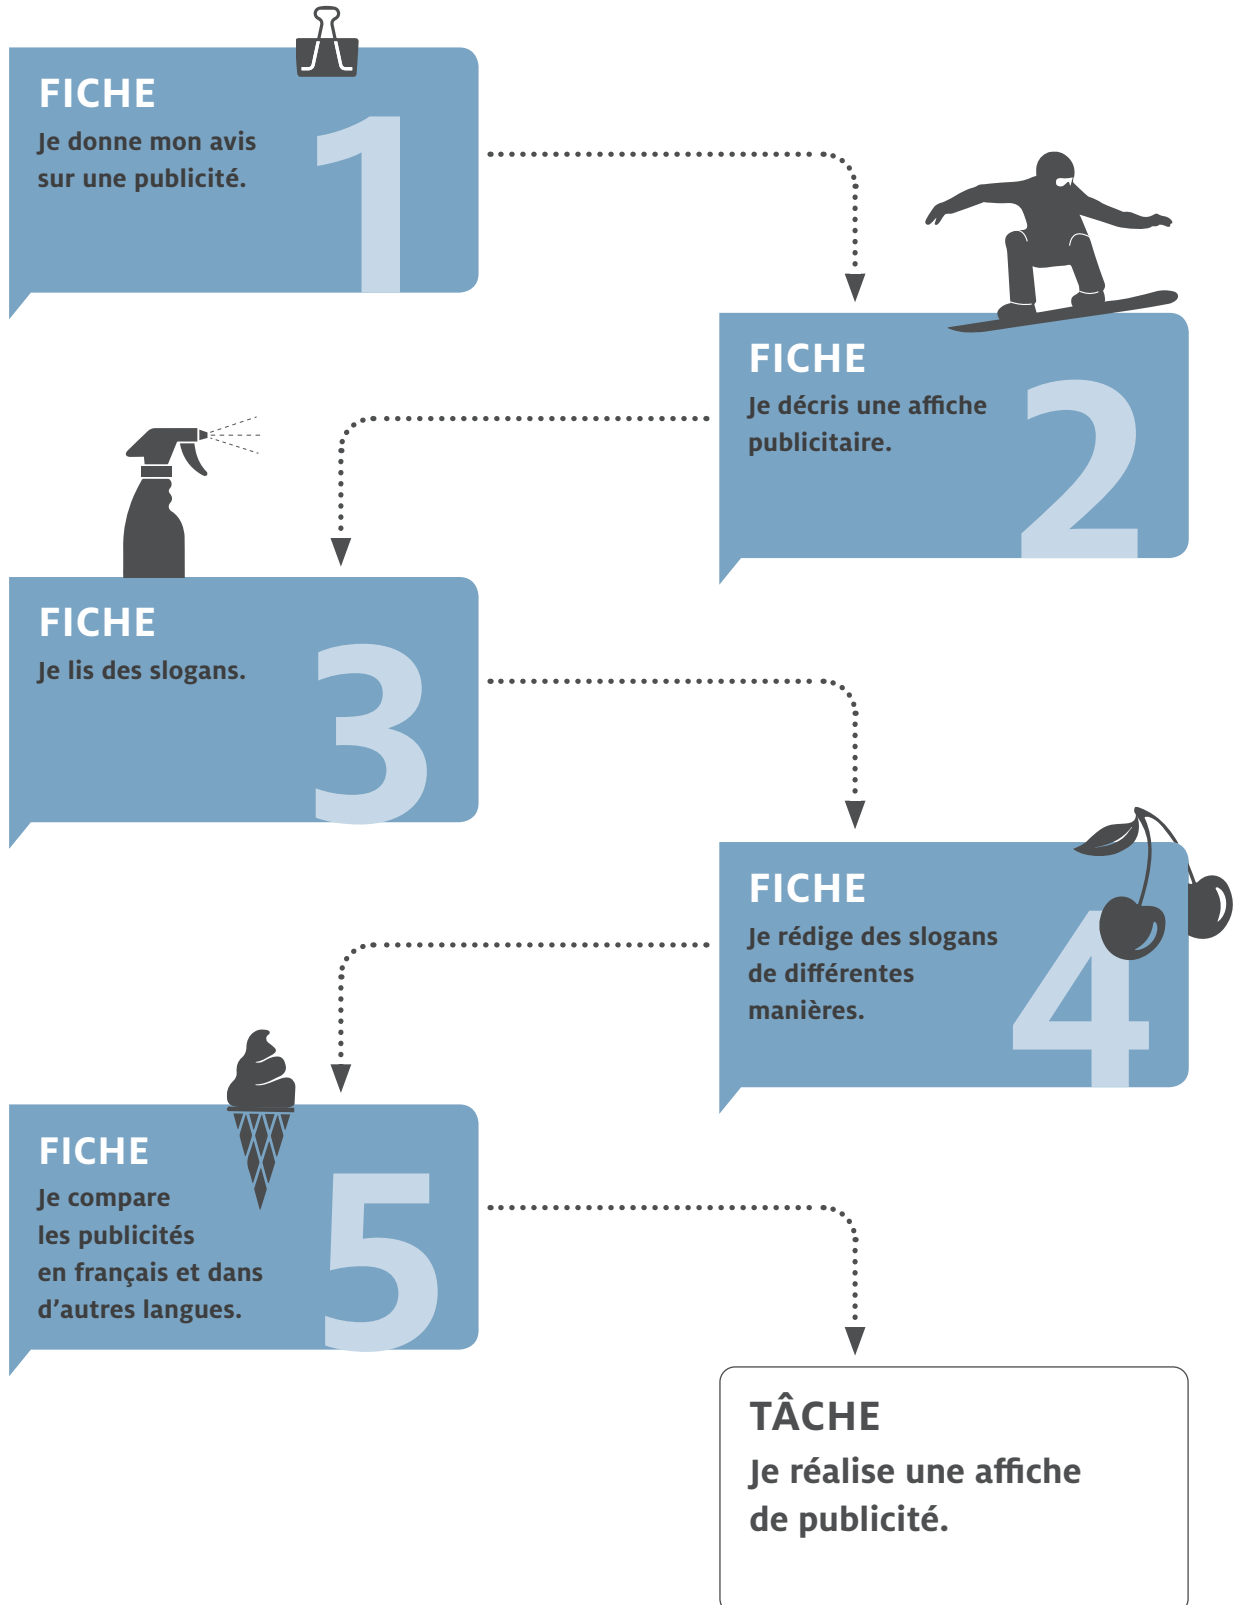 FICHE
1
Je donne mon avis
sur une publicité.
FICHE
2
Je décris une affiche
publicitaire.
FICHE
3
Je lis des slogans.
FICHE
4
Je rédige des slogans
de différentes
manières.
FICHE
5
Je compare
les publicités
en français et dans
d’autres langues.
TÂCHE
Je réalise une affiche
de publicité.